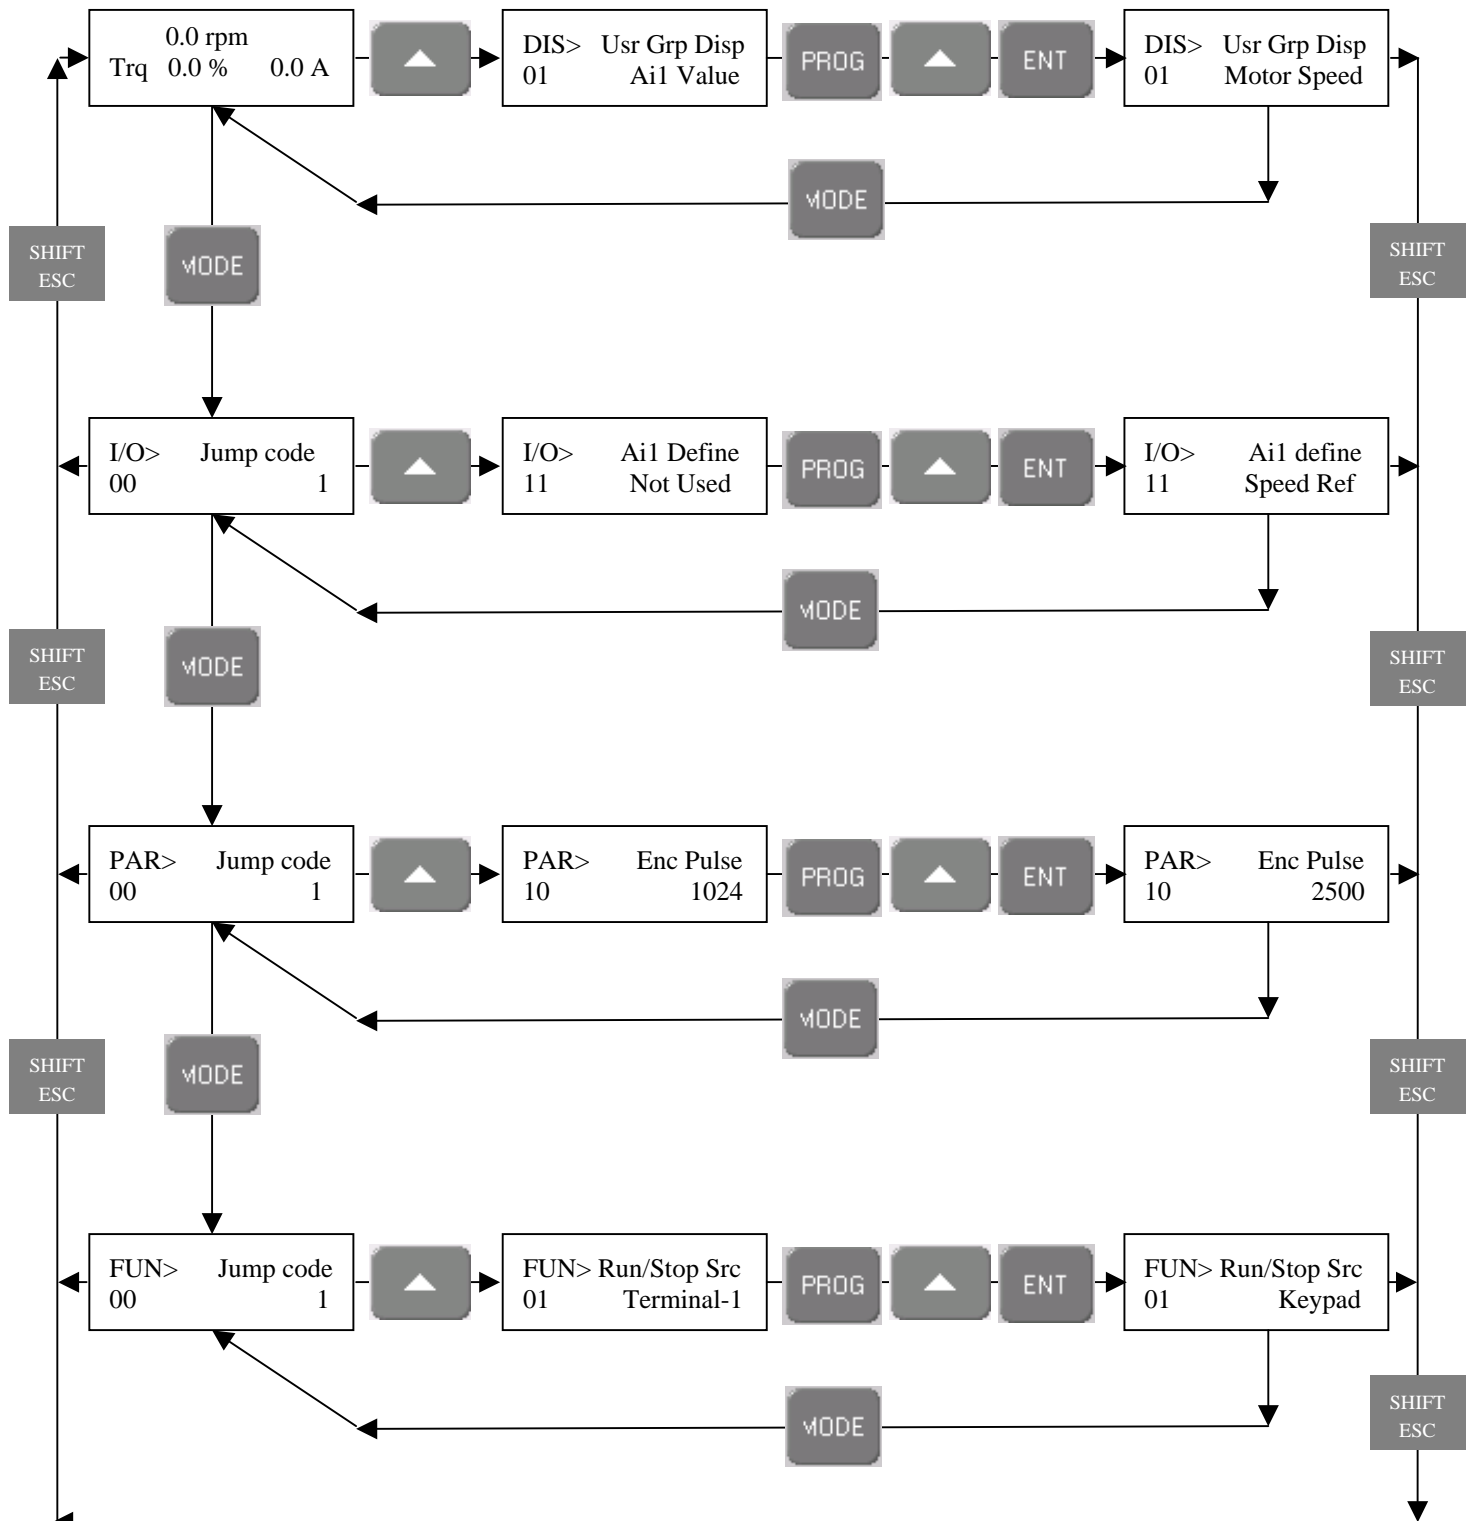 0.0 rpm
Trq 0.0 % 0.0 A
DIS> Usr Grp Disp
01 Ai1 Value
PROG
ENT
DIS> Usr Grp Disp
01 Motor Speed
MODE
SHIFT
ESC
MODE
SHIFT
ESC
I/O> Jump code
00 1
I/O> Ai1 Define
11 Not Used
PROG
ENT
I/O> Ai1 define
11 Speed Ref
MODE
SHIFT
ESC
MODE
SHIFT
ESC
PAR> Jump code
00 1
PAR> Enc Pulse
10 1024
PROG
ENT
PAR> Enc Pulse
10 2500
MODE
SHIFT
ESC
MODE
SHIFT
ESC
FUN> Jump code
00 1
FUN> Run/Stop Src
01 Terminal-1
PROG
ENT
FUN> Run/Stop Src
01 Keypad
MODE
SHIFT
ESC